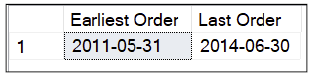 Earliest Order Last Order
1 2011-05-31 2014-06-30